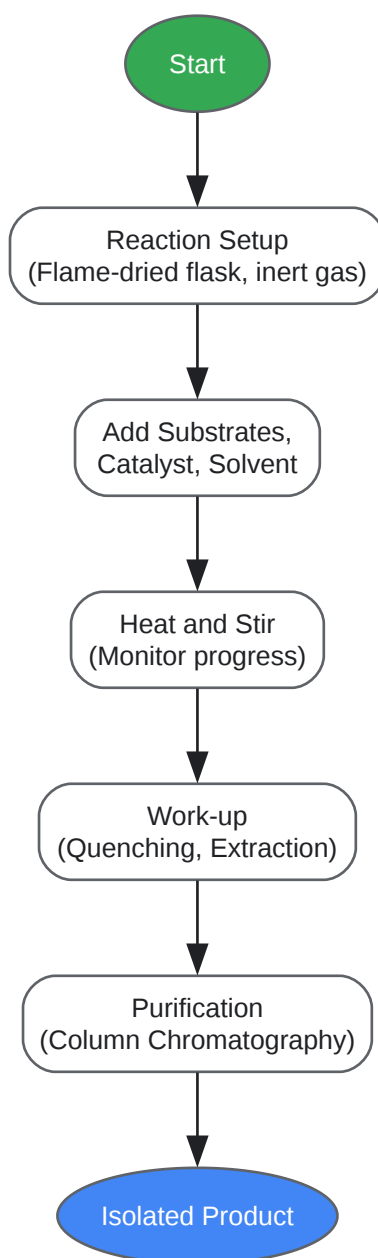 Start
Reaction Setup
(Flame-dried flask, inert gas)
Add Substrates,
Catalyst, Solvent
Heat and Stir
(Monitor progress)
Work-up
(Quenching, Extraction)
Purification
(Column Chromatography)
Isolated Product